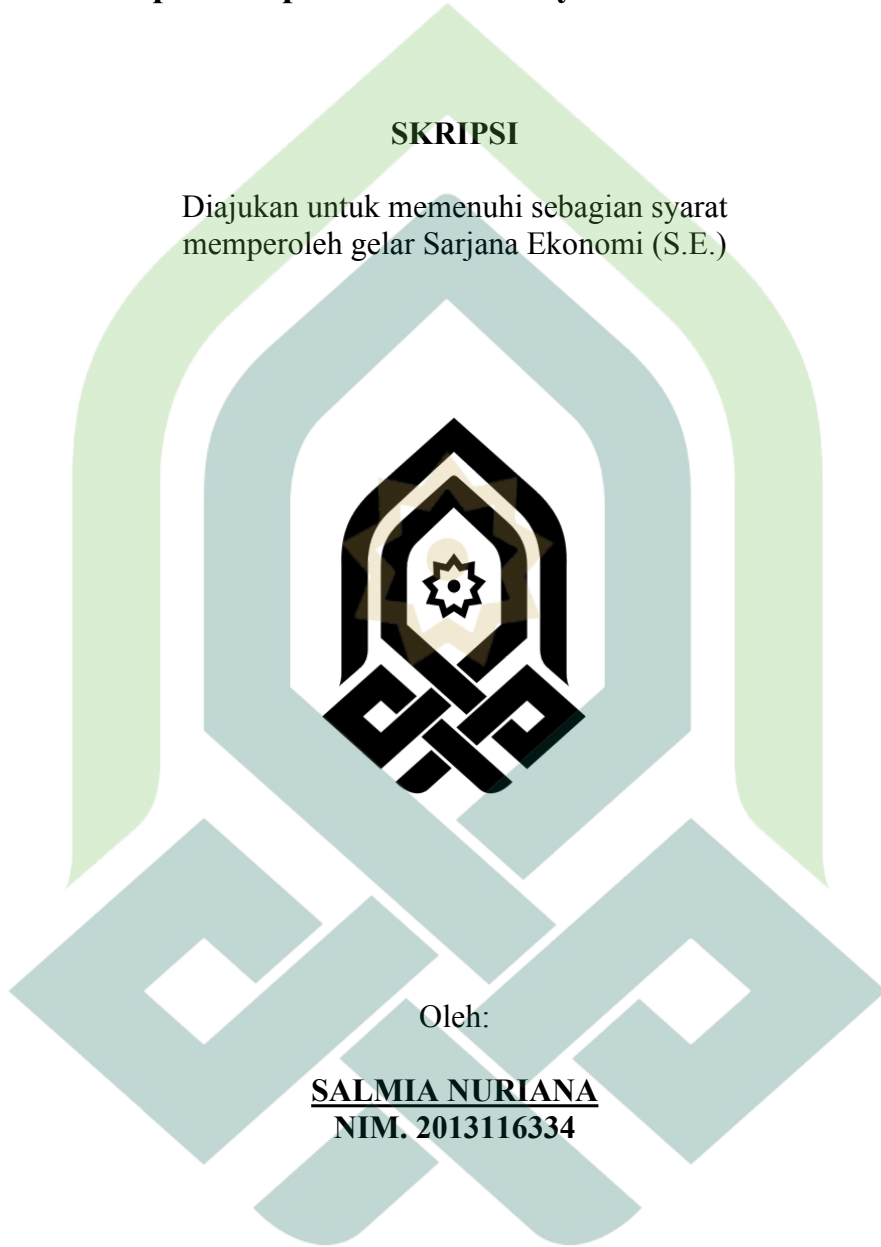 SKRIPSI
Diajukan untuk memenuhi sebagian syarat
memperoleh gelar Sarjana Ekonomi (S.E.)
Oleh:
SALMIA NURIANA
NIM. 2013116334